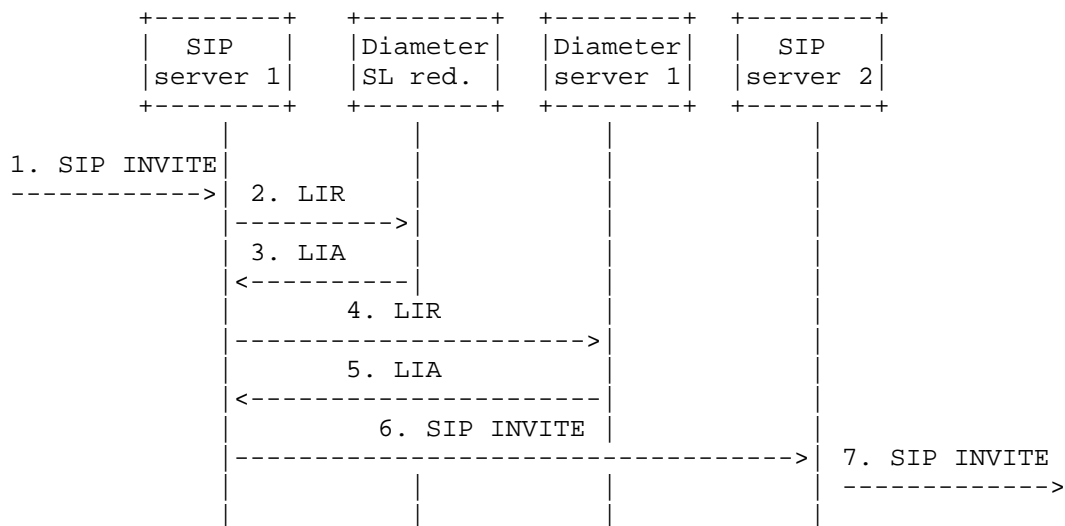 SIP Diameter Diameter SIP
server 1 SL red. server 1 server 2
1. SIP INVITE
2. LIR
3. LIA
4. LIR
5. LIA
6. SIP INVITE
7. SIP INVITE